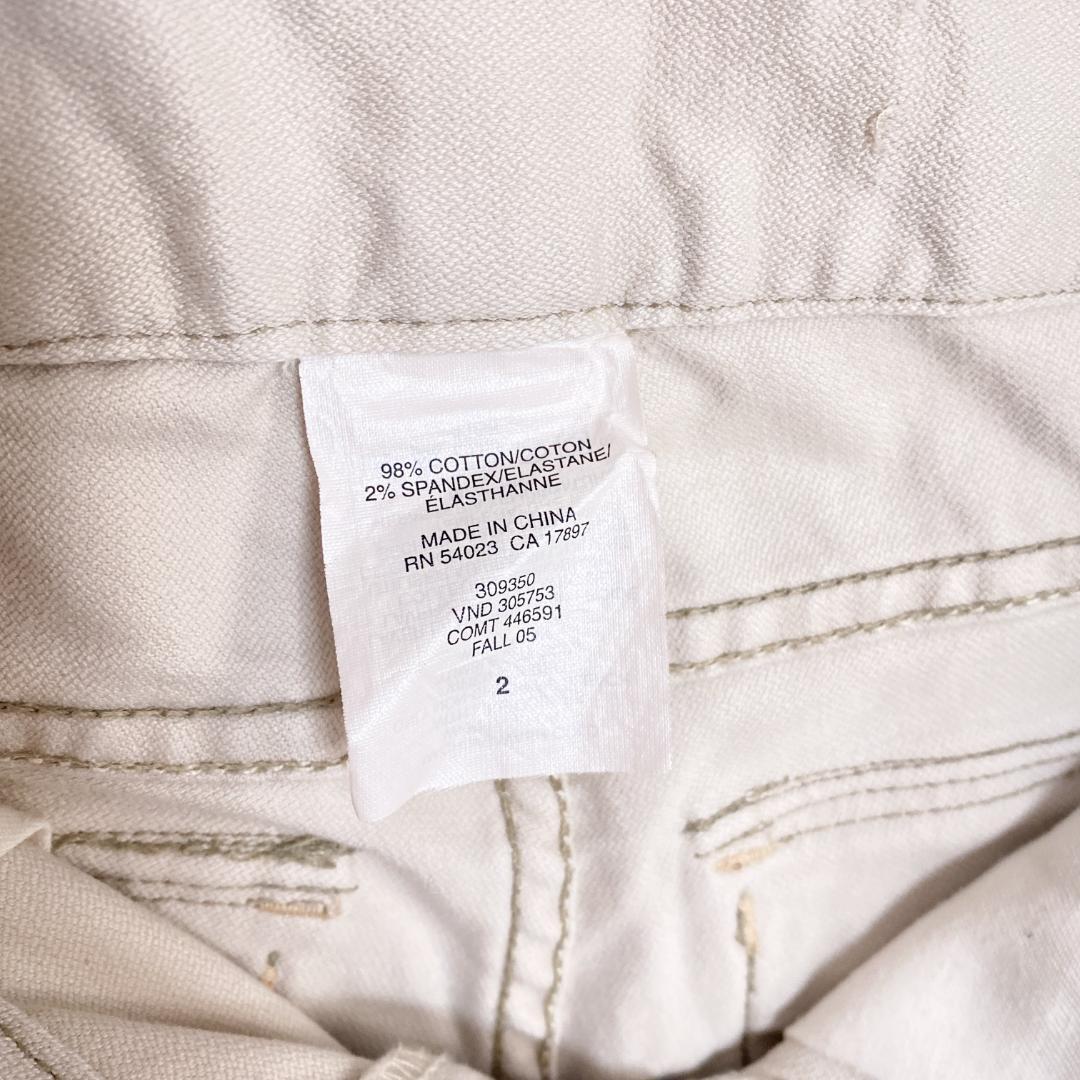 98% COTTON/COTON
2% SPANDEX/ELASTANE/
ÉLASTHANNE
MADE IN CHINA
RN 54023 CA 17897
309350
VND 305753
COMT 446591
FALL 05
2